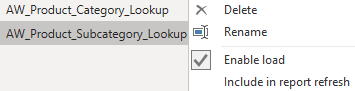 AW_Product_Category_Lookup
AW_Product_Subcategory_Lookup
Delete
Rename
Enable load
Include in report refresh